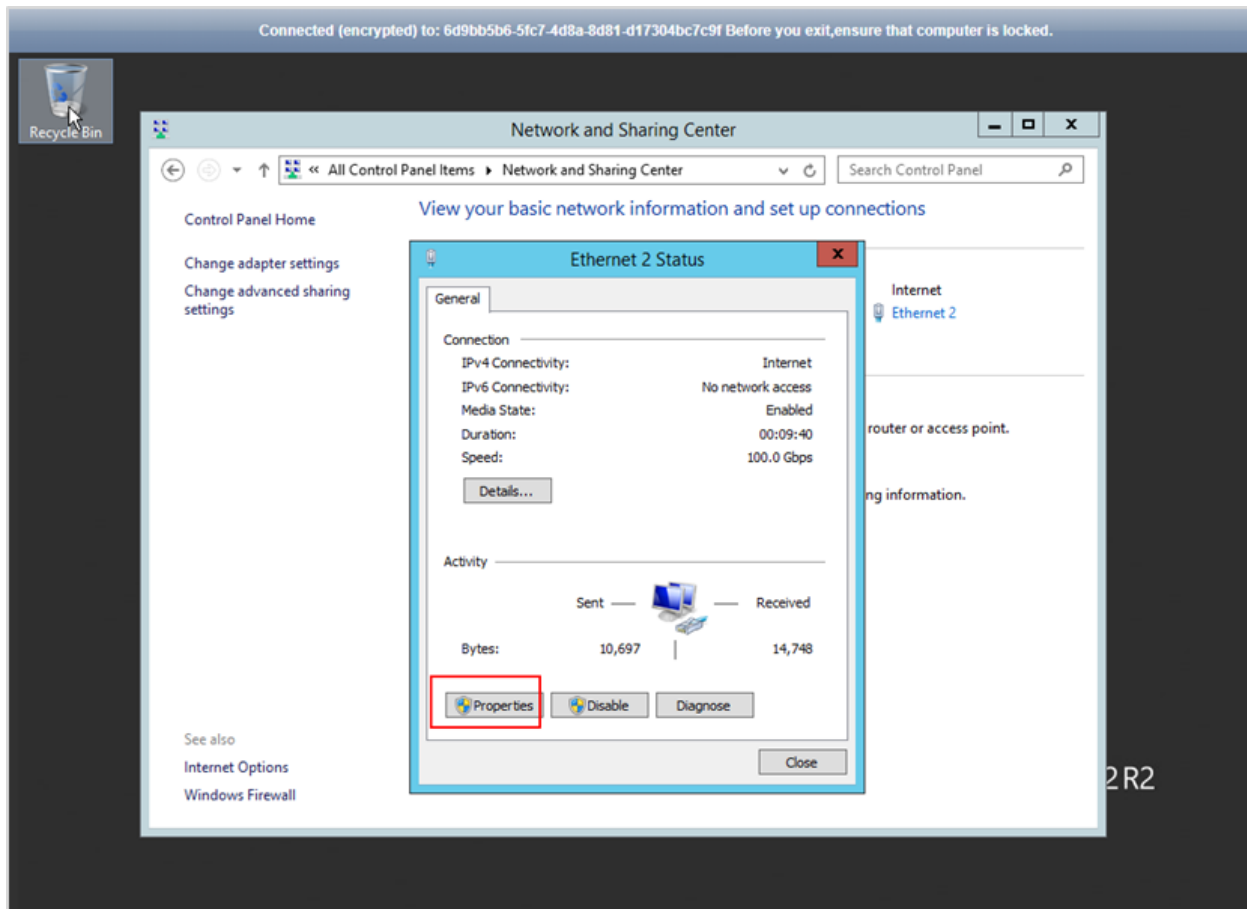 Connected (encrypted) to: 6d9bb5b6-5fc7-4d8a-8d81-d17304bc7c9f Before you exit,ensure that computer is locked.
Recycle Bin
Network and Sharing Center
« All Control Panel Items ▸ Network and Sharing Center
Search Control Panel
Control Panel Home
Change adapter settings
Change advanced sharing
settings
View your basic network information and set up connections
Internet
Ethernet 2
router or access point.
ng information.
Ethernet 2 Status
General
Connection
IPv4 Connectivity: Internet
IPv6 Connectivity: No network access
Media State: Enabled
Duration: 00:09:40
Speed: 100.0 Gbps
Details...
Activity
Sent — Received
Bytes: 10,697 14,748
Properties Disable Diagnose
Close
See also
Internet Options
Windows Firewall
2 R2